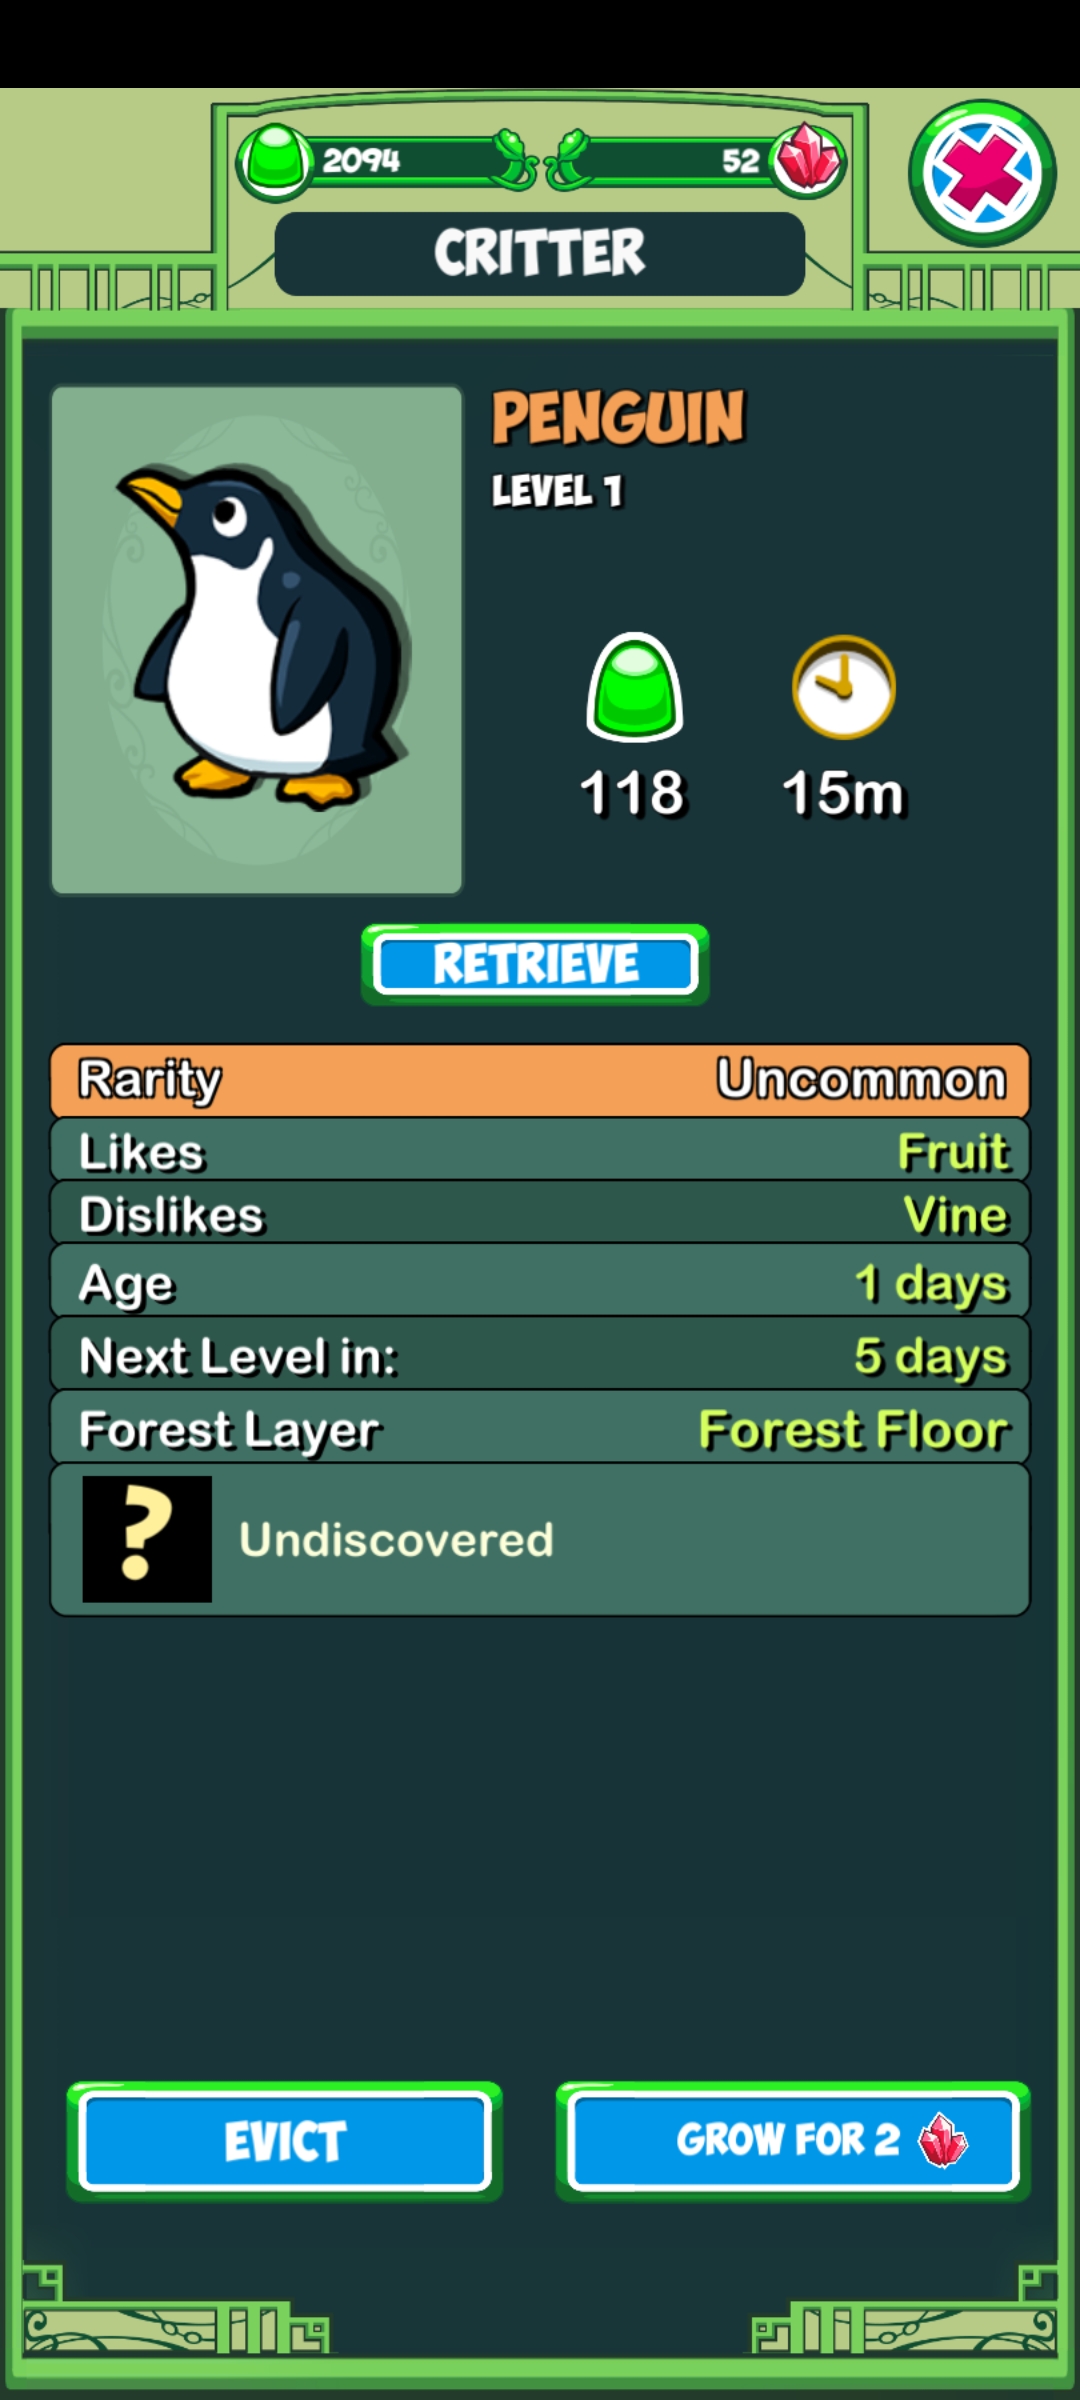 2094 52
CRITTER
PENGUIN
LEVEL 1
118 15m
RETRIEVE
Rarity Uncommon
Likes Fruit
Dislikes Vine
Age 1 days
Next Level in: 5 days
Forest Layer Forest Floor
? Undiscovered
EVICT GROW FOR 2